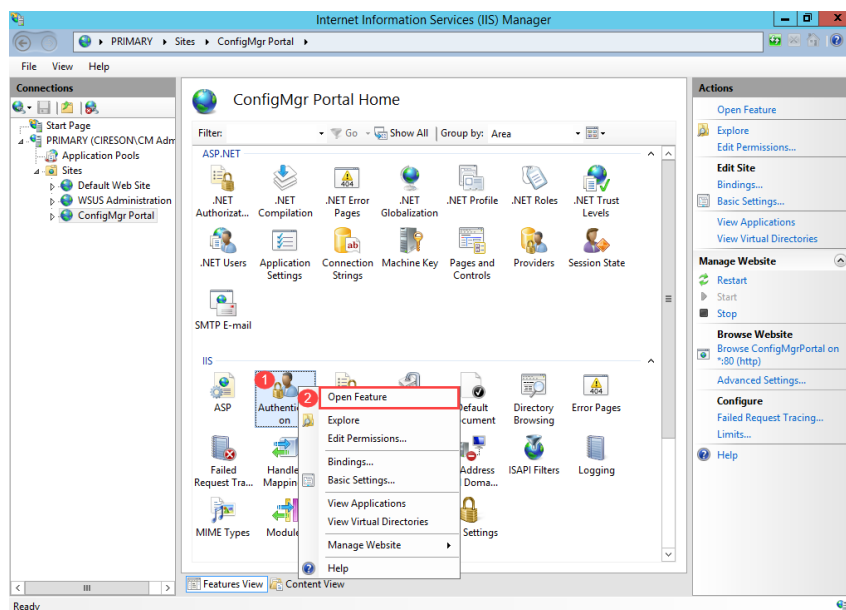 Internet Information Services (IIS) Manager
PRIMARY Sites ConfigMgr Portal
File View Help
Connections
Start Page
PRIMARY (CIRESON\CM Adm
Application Pools
Sites
Default Web Site
WSUS Administration
ConfigMgr Portal
ConfigMgr Portal Home
Filter: Go Show All Group by: Area
ASP.NET
.NET Authorizat...
.NET Compilation
.NET Error Pages
.NET Globalization
.NET Profile
.NET Roles
.NET Trust Levels
.NET Users
Application Settings
Connection Strings
Machine Key
Pages and Controls
Providers
Session State
SMTP E-mail
IIS
ASP
1
Authenti
on
2
Open Feature
Explore
Edit Permissions...
Bindings...
Basic Settings...
View Applications
View Virtual Directories
Manage Website
Help
Default
cument
Directory Browsing
Error Pages
Failed Request Tra...
Handle
Mappin
Address
Doma...
ISAPI Filters
Logging
MIME Types
Module
Settings
Features View Content View
Ready
Actions
Open Feature
Explore
Edit Permissions...
Edit Site
Bindings...
Basic Settings...
View Applications
View Virtual Directories
Manage Website
Restart
Start
Stop
Browse Website
Browse ConfigMgrPortal on
*:80 (http)
Advanced Settings...
Configure
Failed Request Tracing...
Limits...
Help